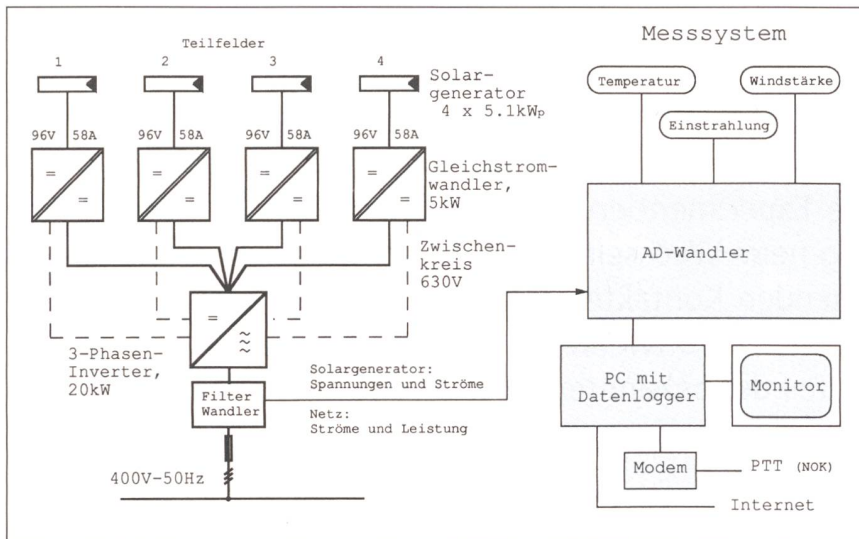 Teilfelder
1 2 3 4
Solar-
generator
4 x 5.1kWp
96V 58A 96V 58A 96V 58A 96V 58A
= = = =
= = = =
Gleichstrom-
wandler,
5kW
Zwischen-
kreis
630V
=
~
~
~
3-Phasen-
Inverter,
20kW
Filter
Wandler
400V-50Hz
Solargenerator:
Spannungen und Ströme
Netz:
Ströme und Leistung
Messsystem
Temperatur
Windstärke
Einstrahlung
AD-Wandler
PC mit
Datenlogger
Monitor
Modem
PTT (NOK)
Internet